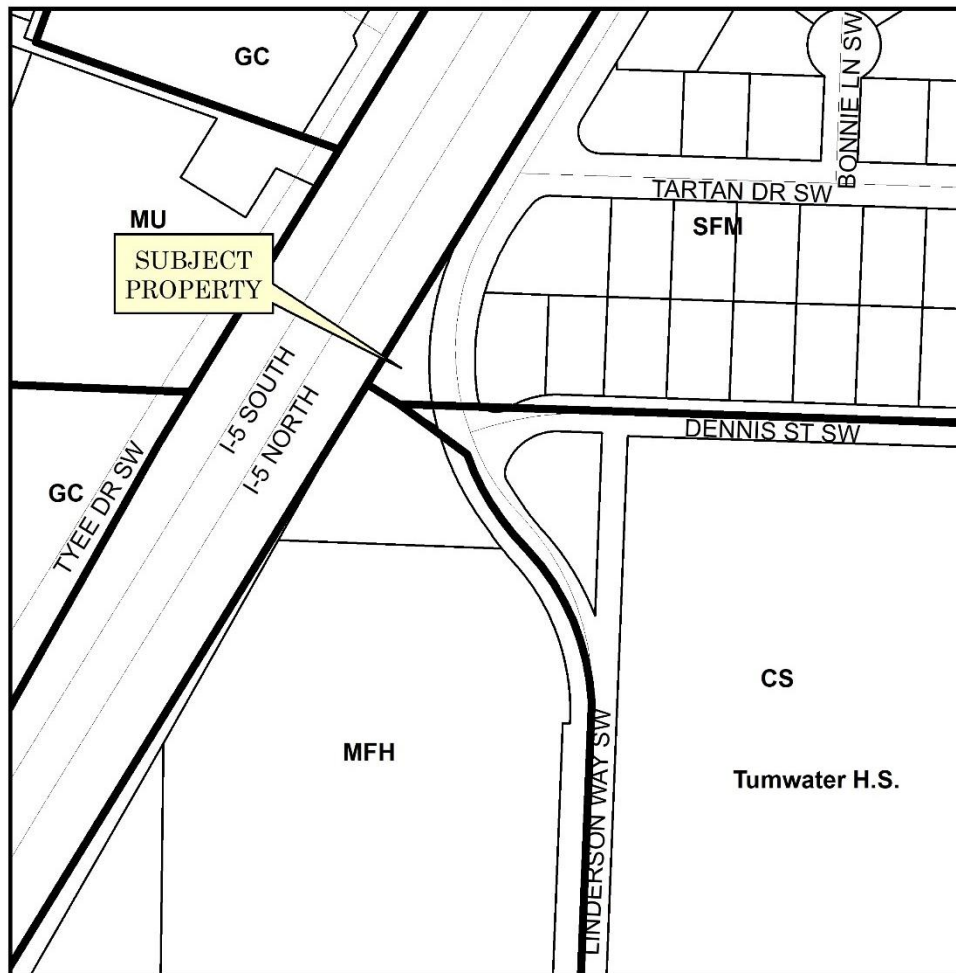 GC
BONNIE LN SW
TARTAN DR SW
MU
SFM
SUBJECT
PROPERTY
I-5 SOUTH
I-5 NORTH
DENNIS ST SW
GC
TYEE DR SW
CS
MFH
LINDERSON WAY SW
Tumwater H.S.